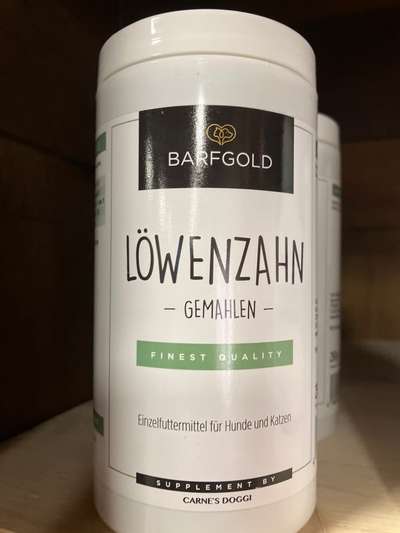 BARFGOLD
LÖWENZAHN
– GEMAHLEN –
FINEST QUALITY
Einzelfuttermittel für Hunde und Katzen
SUPPLEMENT BY
CARNE'S DOGGI